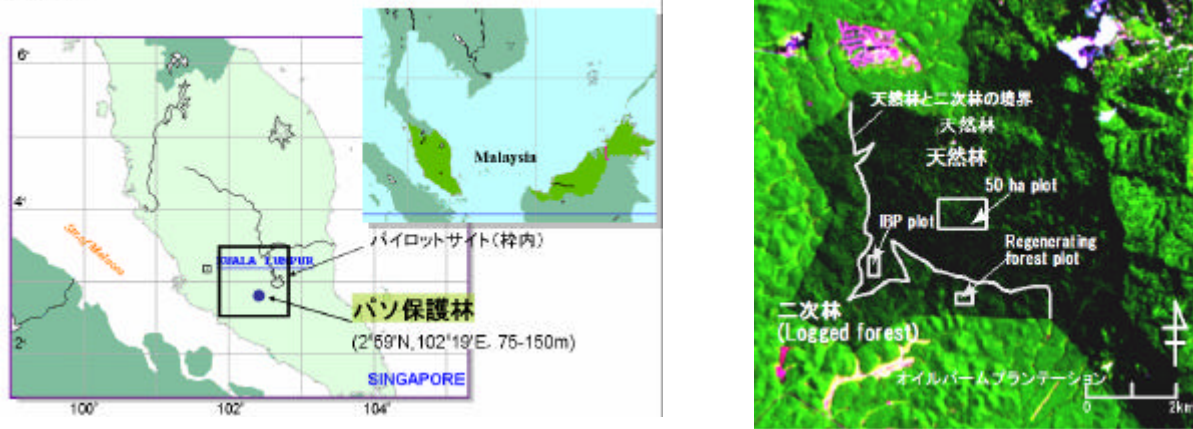 6°
4°
2°
100°
102°
104°
Malaysia
Str of Malacca
KUALA LUMPUR
パイロットサイト(枠内)
パソ保護林
(2°59'N,102°19'E. 75-150m)
SINGAPORE
天然林と二次林の境界
天然林
天然林
50 ha plot
IBP plot
Regenerating
forest plot
二次林
(Logged forest)
オイルパームプランテーション
0
2km